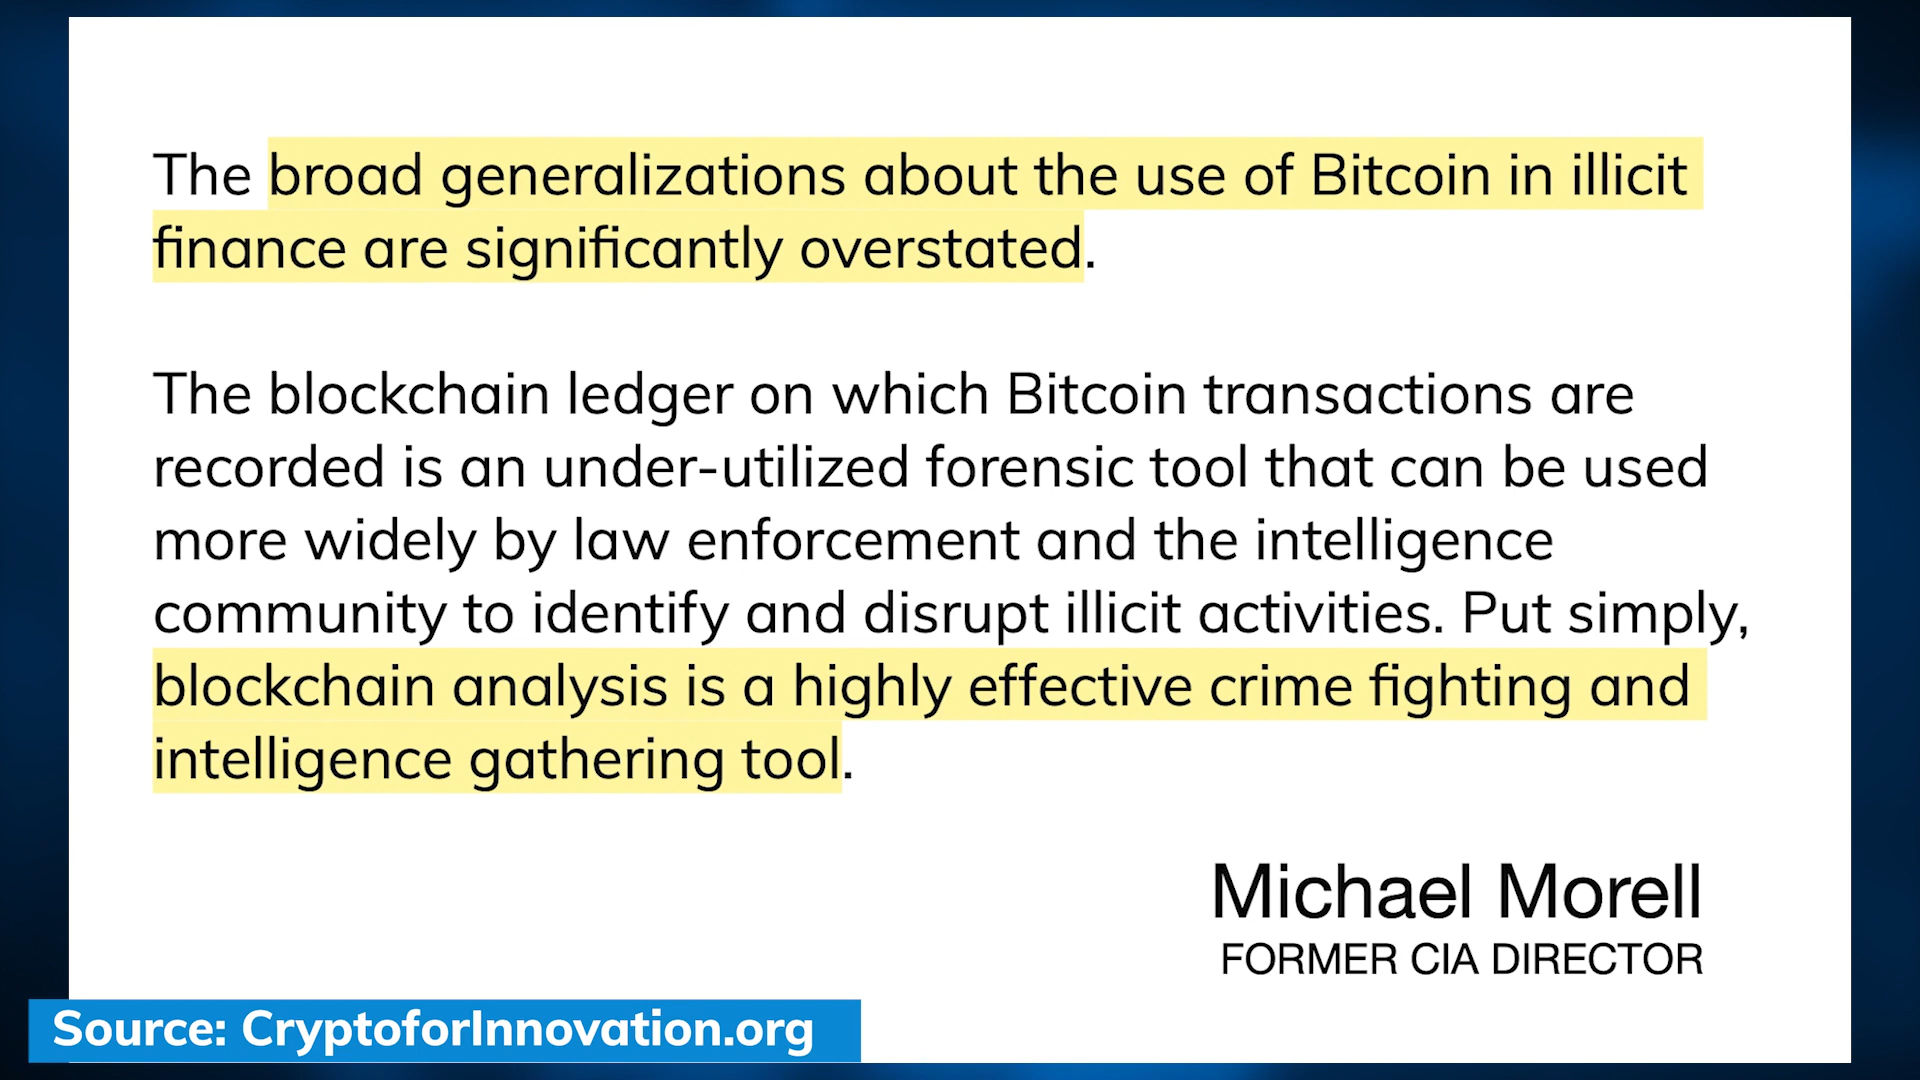 The broad generalizations about the use of Bitcoin in illicit
finance are significantly overstated.
The blockchain ledger on which Bitcoin transactions are
recorded is an under-utilized forensic tool that can be used
more widely by law enforcement and the intelligence
community to identify and disrupt illicit activities. Put simply,
blockchain analysis is a highly effective crime fighting and
intelligence gathering tool.
Michael Morell
FORMER CIA DIRECTOR
Source: CryptoforInnovation.org